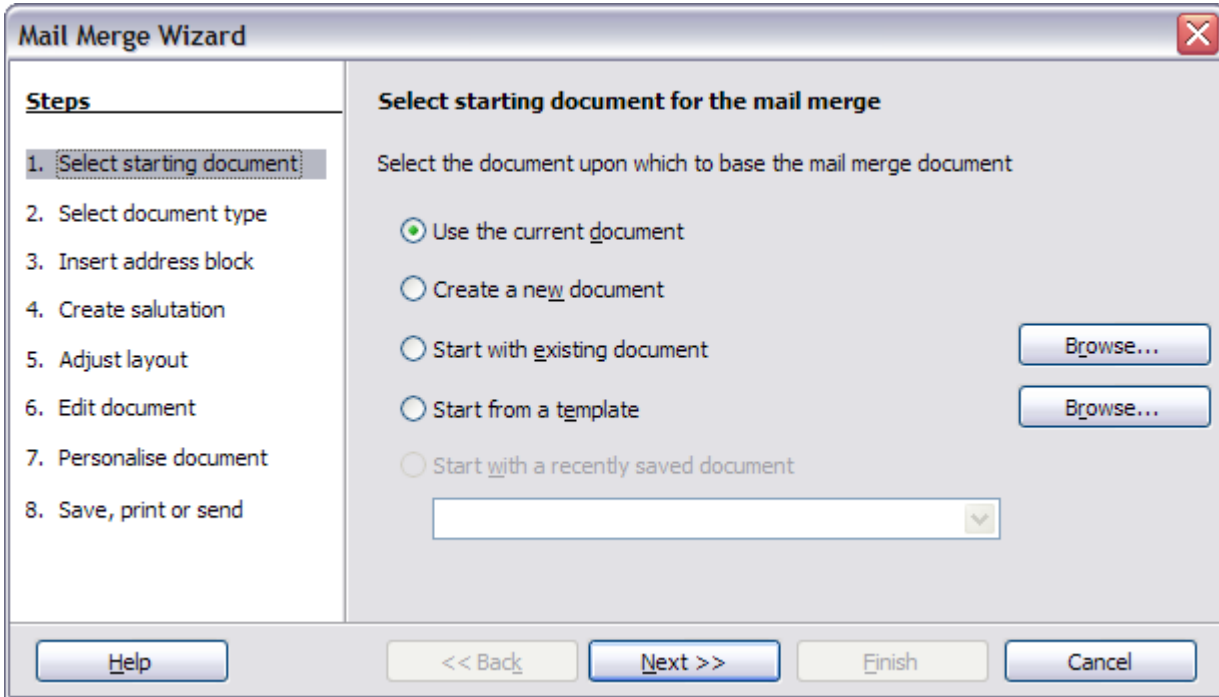 Mail Merge Wizard
Steps
1. Select starting document
2. Select document type
3. Insert address block
4. Create salutation
5. Adjust layout
6. Edit document
7. Personalise document
8. Save, print or send
Select starting document for the mail merge
Select the document upon which to base the mail merge document
Use the current document
Create a new document
Start with existing document
Browse...
Start from a template
Browse...
Start with a recently saved document
Help
<< Back
Next >>
Finish
Cancel